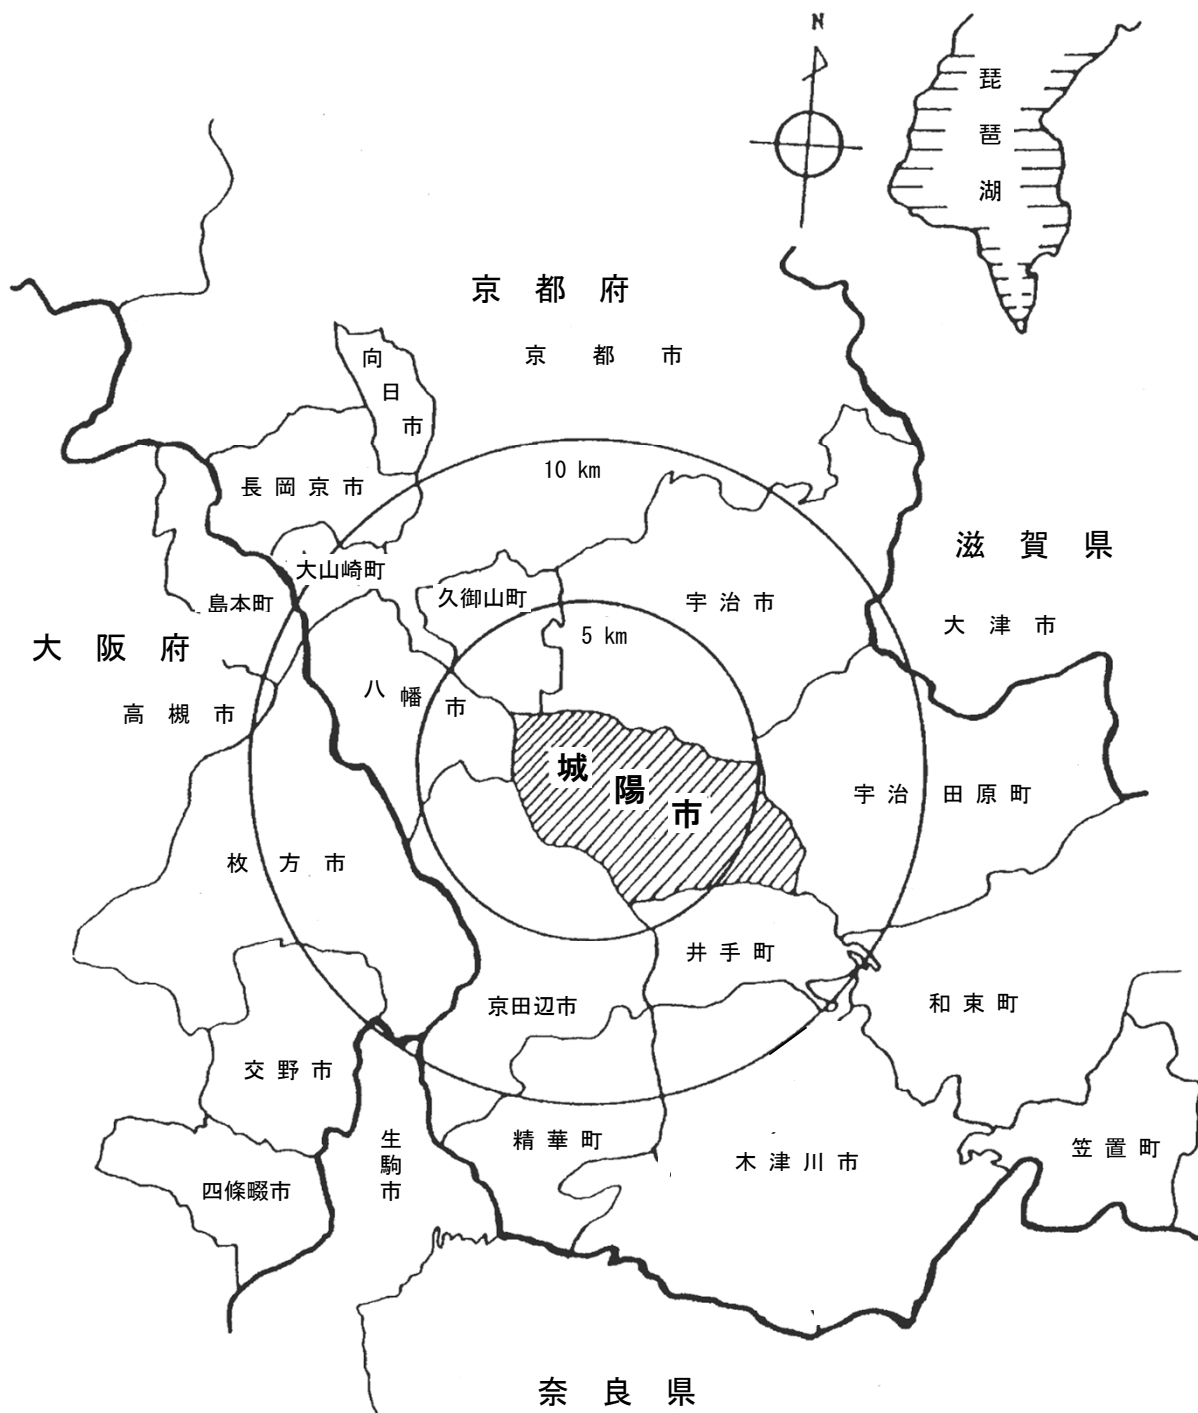 N
琵琶湖
京都府
京都市
向日市
10 km
長岡京市
滋賀県
大山崎町
久御山町
島本町
宇治市
大津市
5 km
大阪府
八幡市
高槻市
城陽市
宇治田原町
枚方市
井手町
京田辺市
和束町
交野市
精華町
生駒市
木津川市
笠置町
四條畷市
奈良県